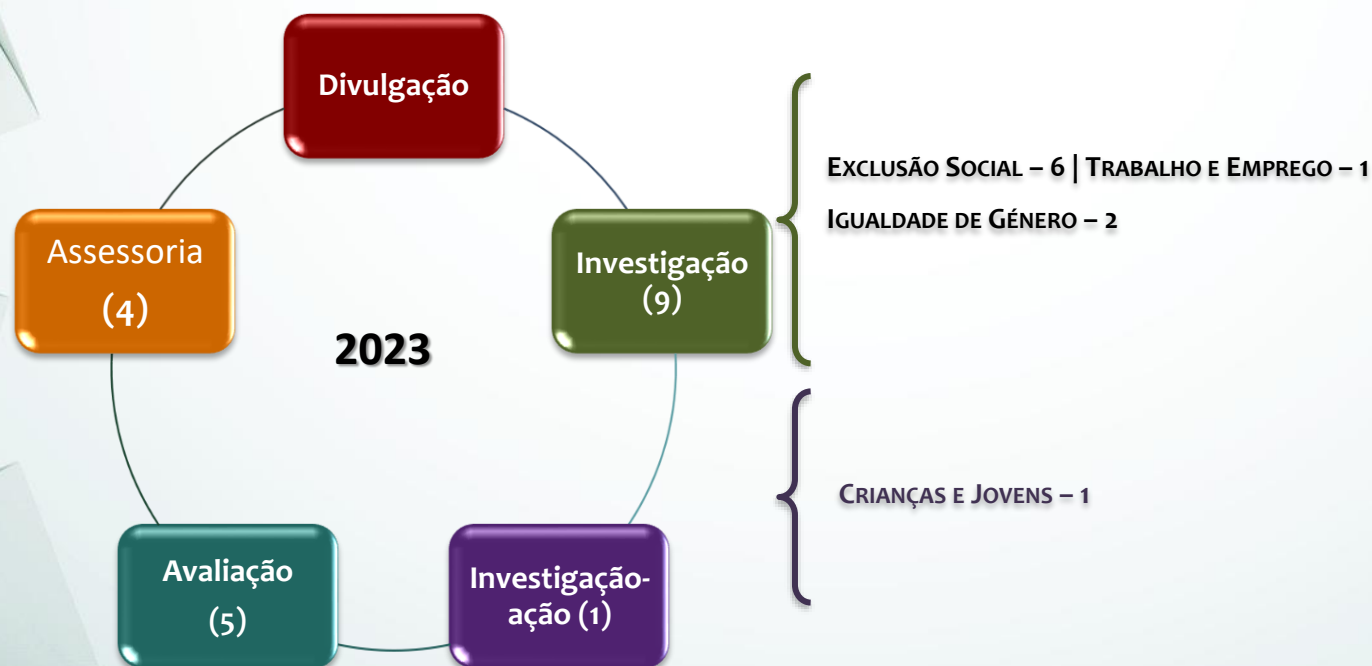 Divulgação
Assessoria
(4)
2023
Investigação
(9)
EXCLUSÃO SOCIAL – 6 | TRABALHO E EMPREGO – 1
IGUALDADE DE GÉNERO – 2
CRIANÇAS E JOVENS – 1
Avaliação
(5)
Investigação-
ação (1)